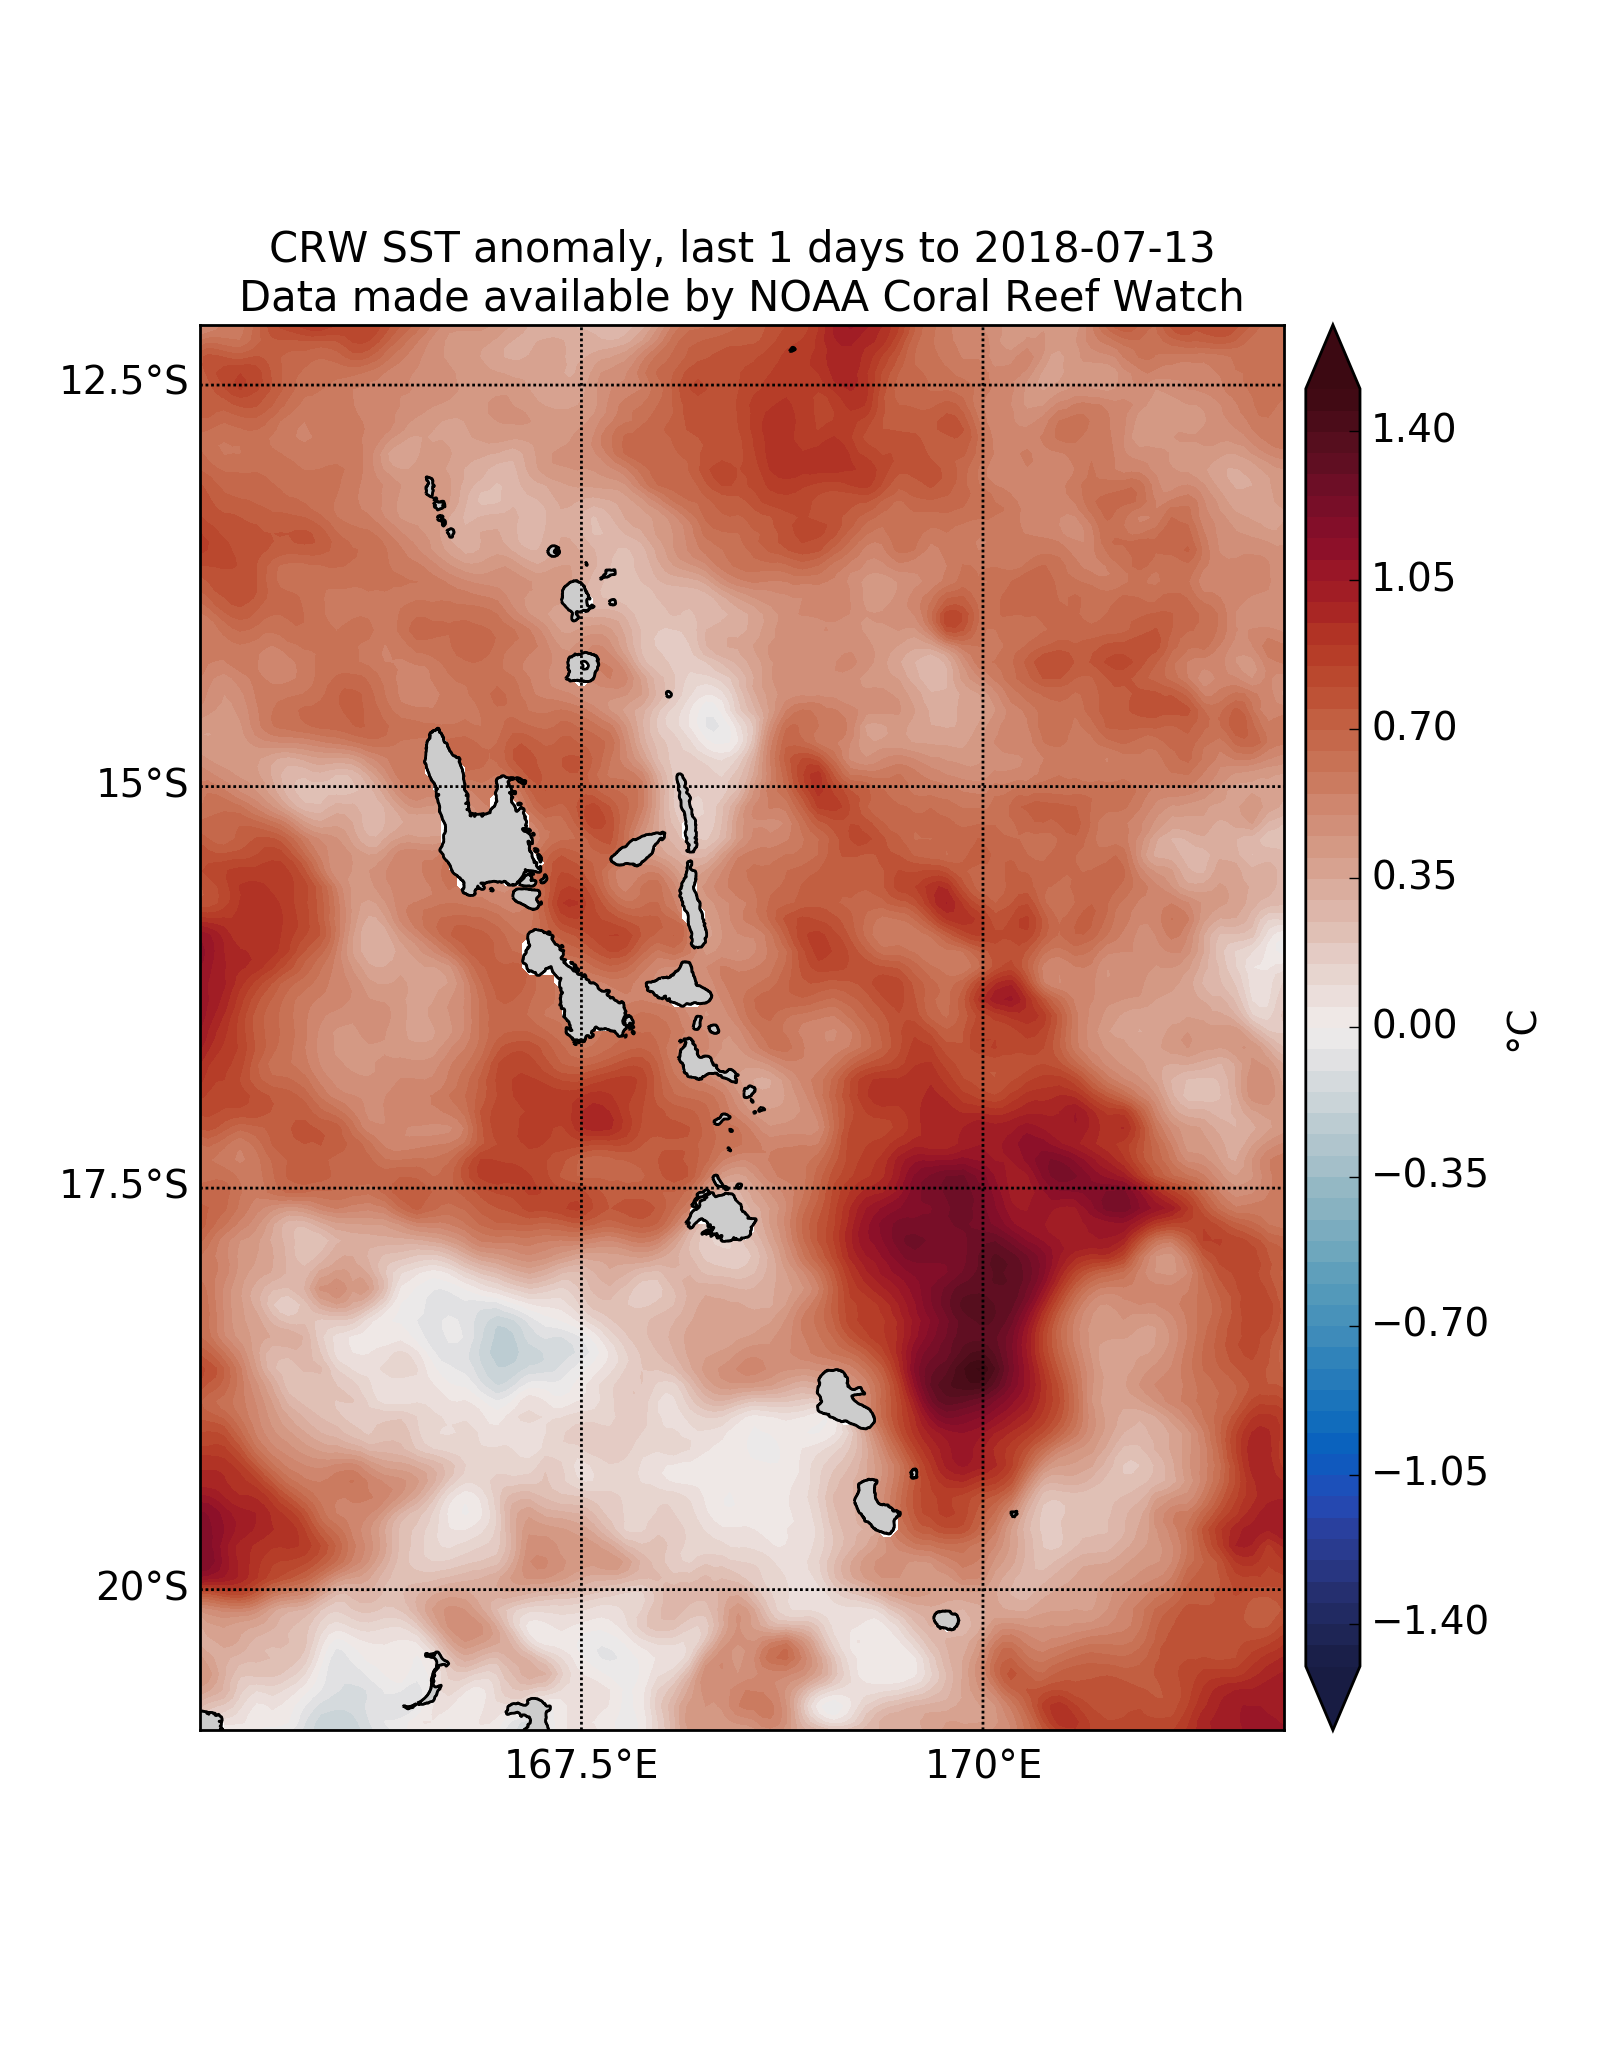 CRW SST anomaly, last 1 days to 2018-07-13
Data made available by NOAA Coral Reef Watch
12.5°S
15°S
17.5°S
20°S
167.5°E
170°E
1.40
1.05
0.70
0.35
0.00
−0.35
−0.70
−1.05
−1.40
°C